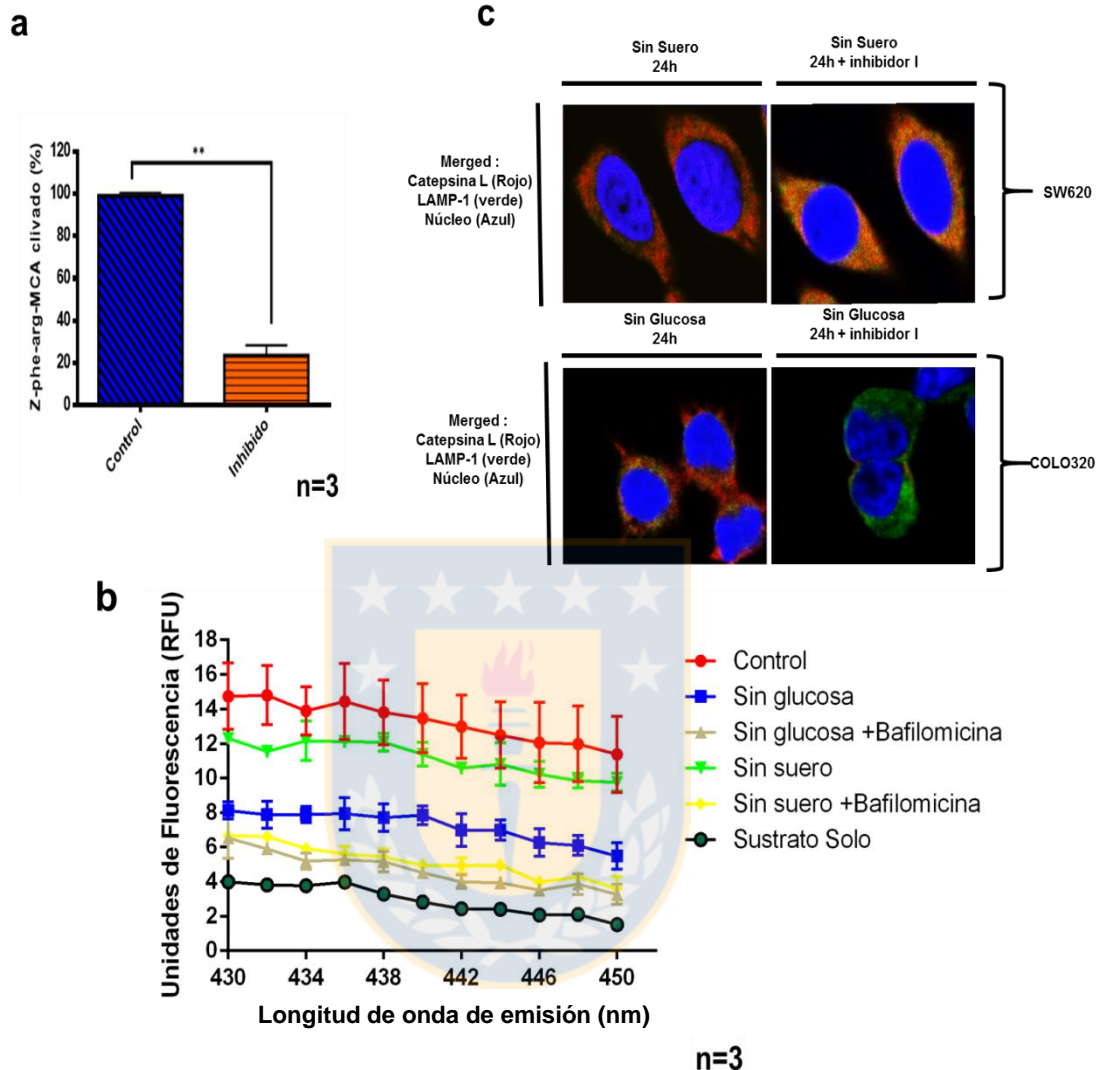 a
120
100
80
60
40
20
0
Z-phe-arg-MCA clivado (%)
**
Control
Inhibido
n=3
c
Sin Suero
24h
Sin Suero
24h + inhibidor I
Merged :
Catepsina L (Rojo)
LAMP-1 (verde)
Núcleo (Azul)
SW620
Sin Glucosa
24h
Sin Glucosa
24h + inhibidor I
Merged :
Catepsina L (Rojo)
LAMP-1 (verde)
Núcleo (Azul)
COLO320
b
Unidades de Fluorescencia (RFU)
18
16
14
12
10
8
6
4
2
0
430
434
438
442
446
450
Longitud de onda de emisión (nm)
Control
Sin glucosa
Sin glucosa +Bafilomicina
Sin suero
Sin suero +Bafilomicina
Sustrato Solo
n=3